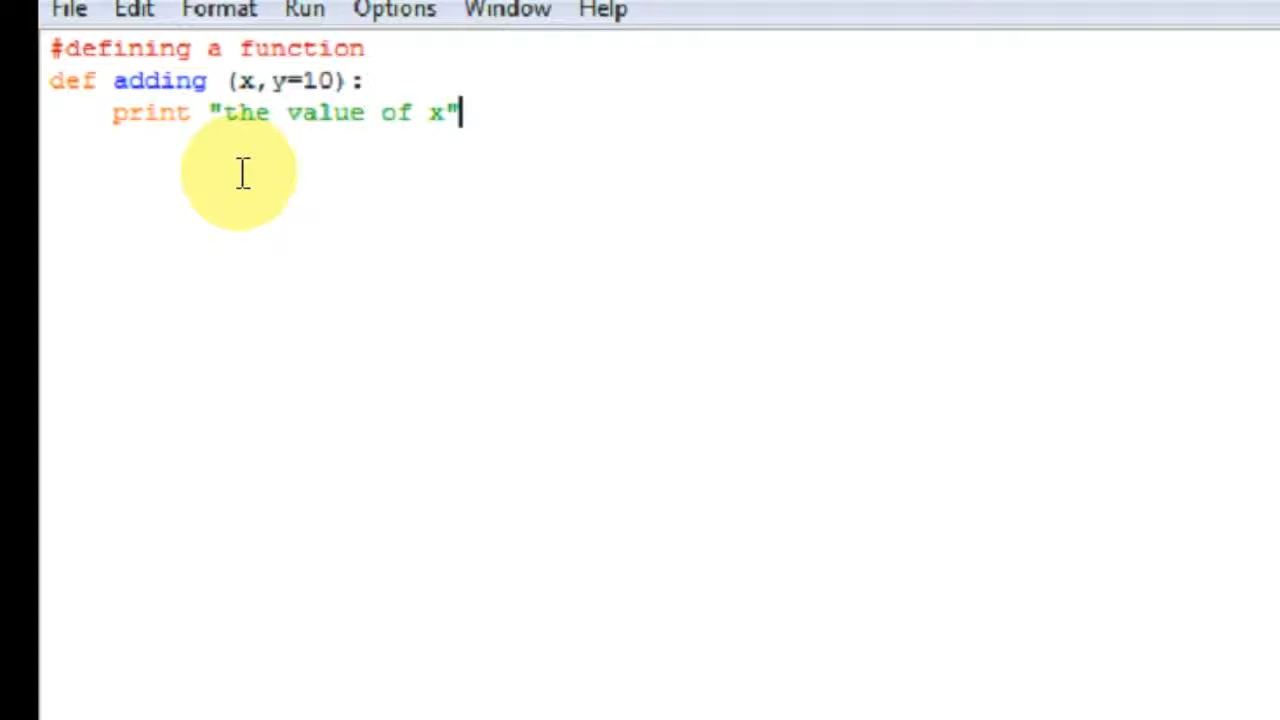 File Edit Format Run Options Window Help
#defining a function
def adding (x,y=10):
    print "the value of x"